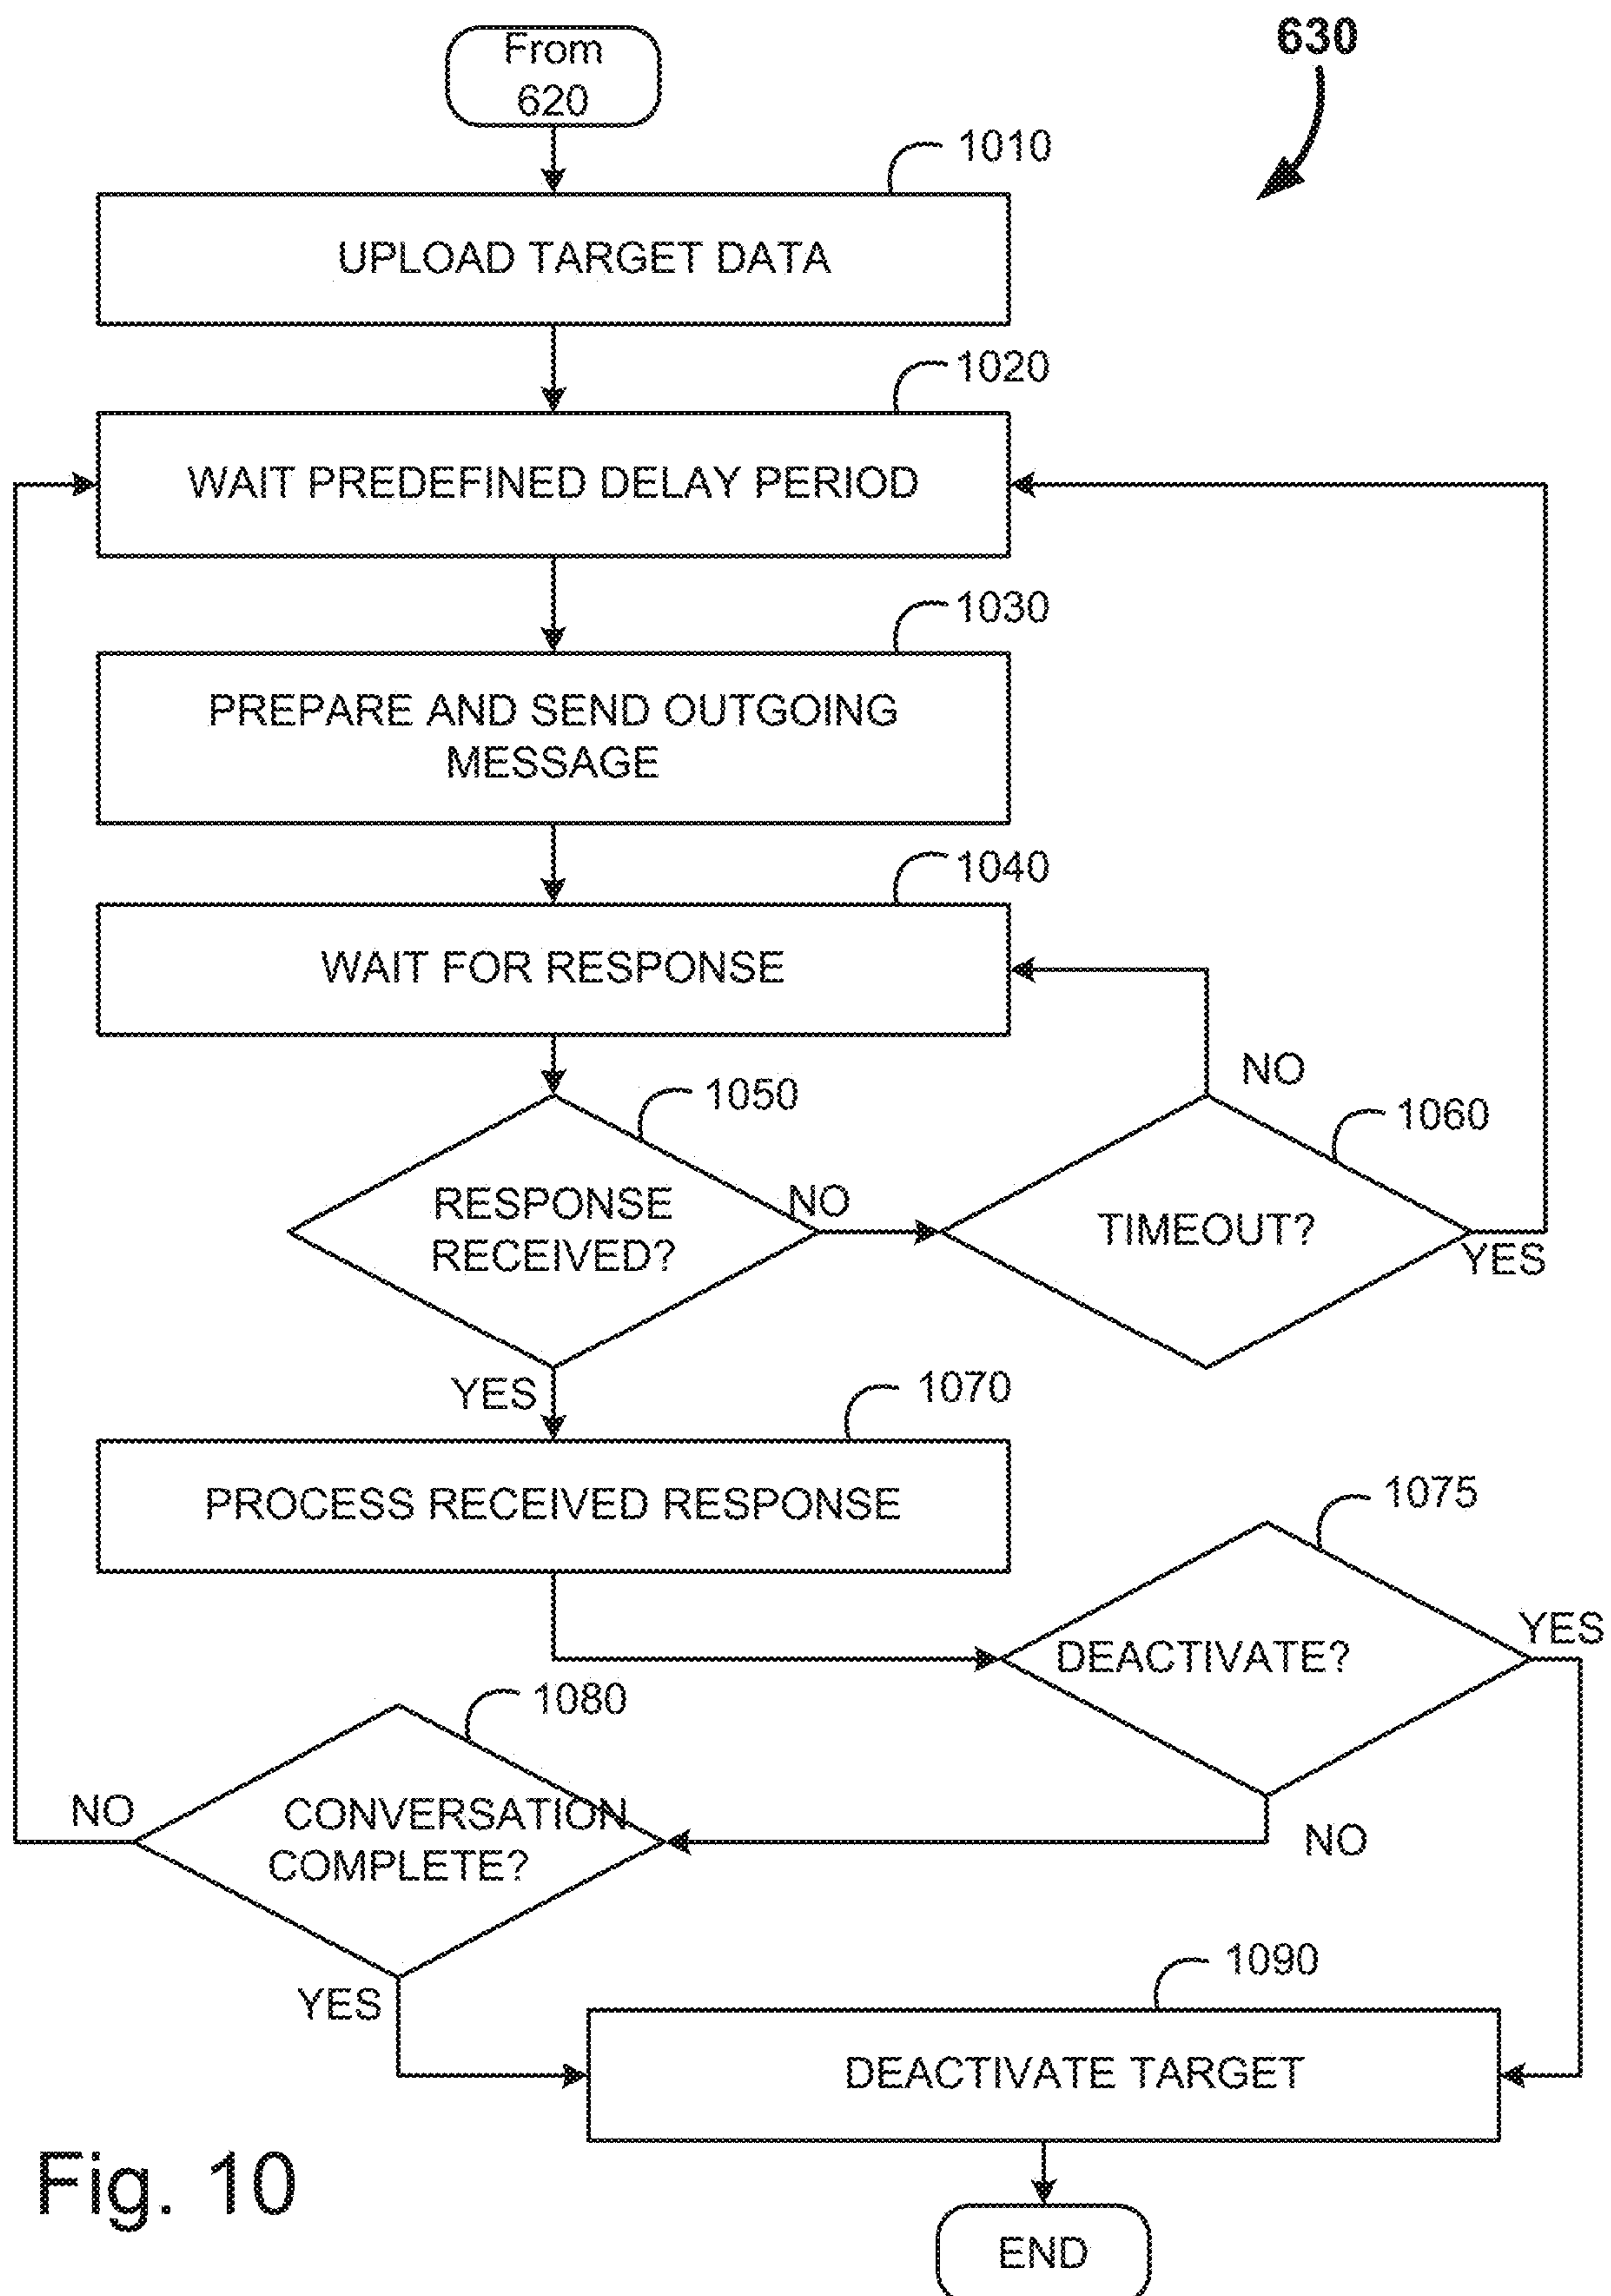 From
620
630
1010
UPLOAD TARGET DATA
1020
WAIT PREDEFINED DELAY PERIOD
1030
PREPARE AND SEND OUTGOING
MESSAGE
1040
WAIT FOR RESPONSE
NO
1050
1060
RESPONSE
RECEIVED?
NO
TIMEOUT?
YES
YES
1070
PROCESS RECEIVED RESPONSE
1075
DEACTIVATE?
YES
1080
NO
CONVERSATION
COMPLETE?
NO
1090
YES
DEACTIVATE TARGET
Fig. 10
END